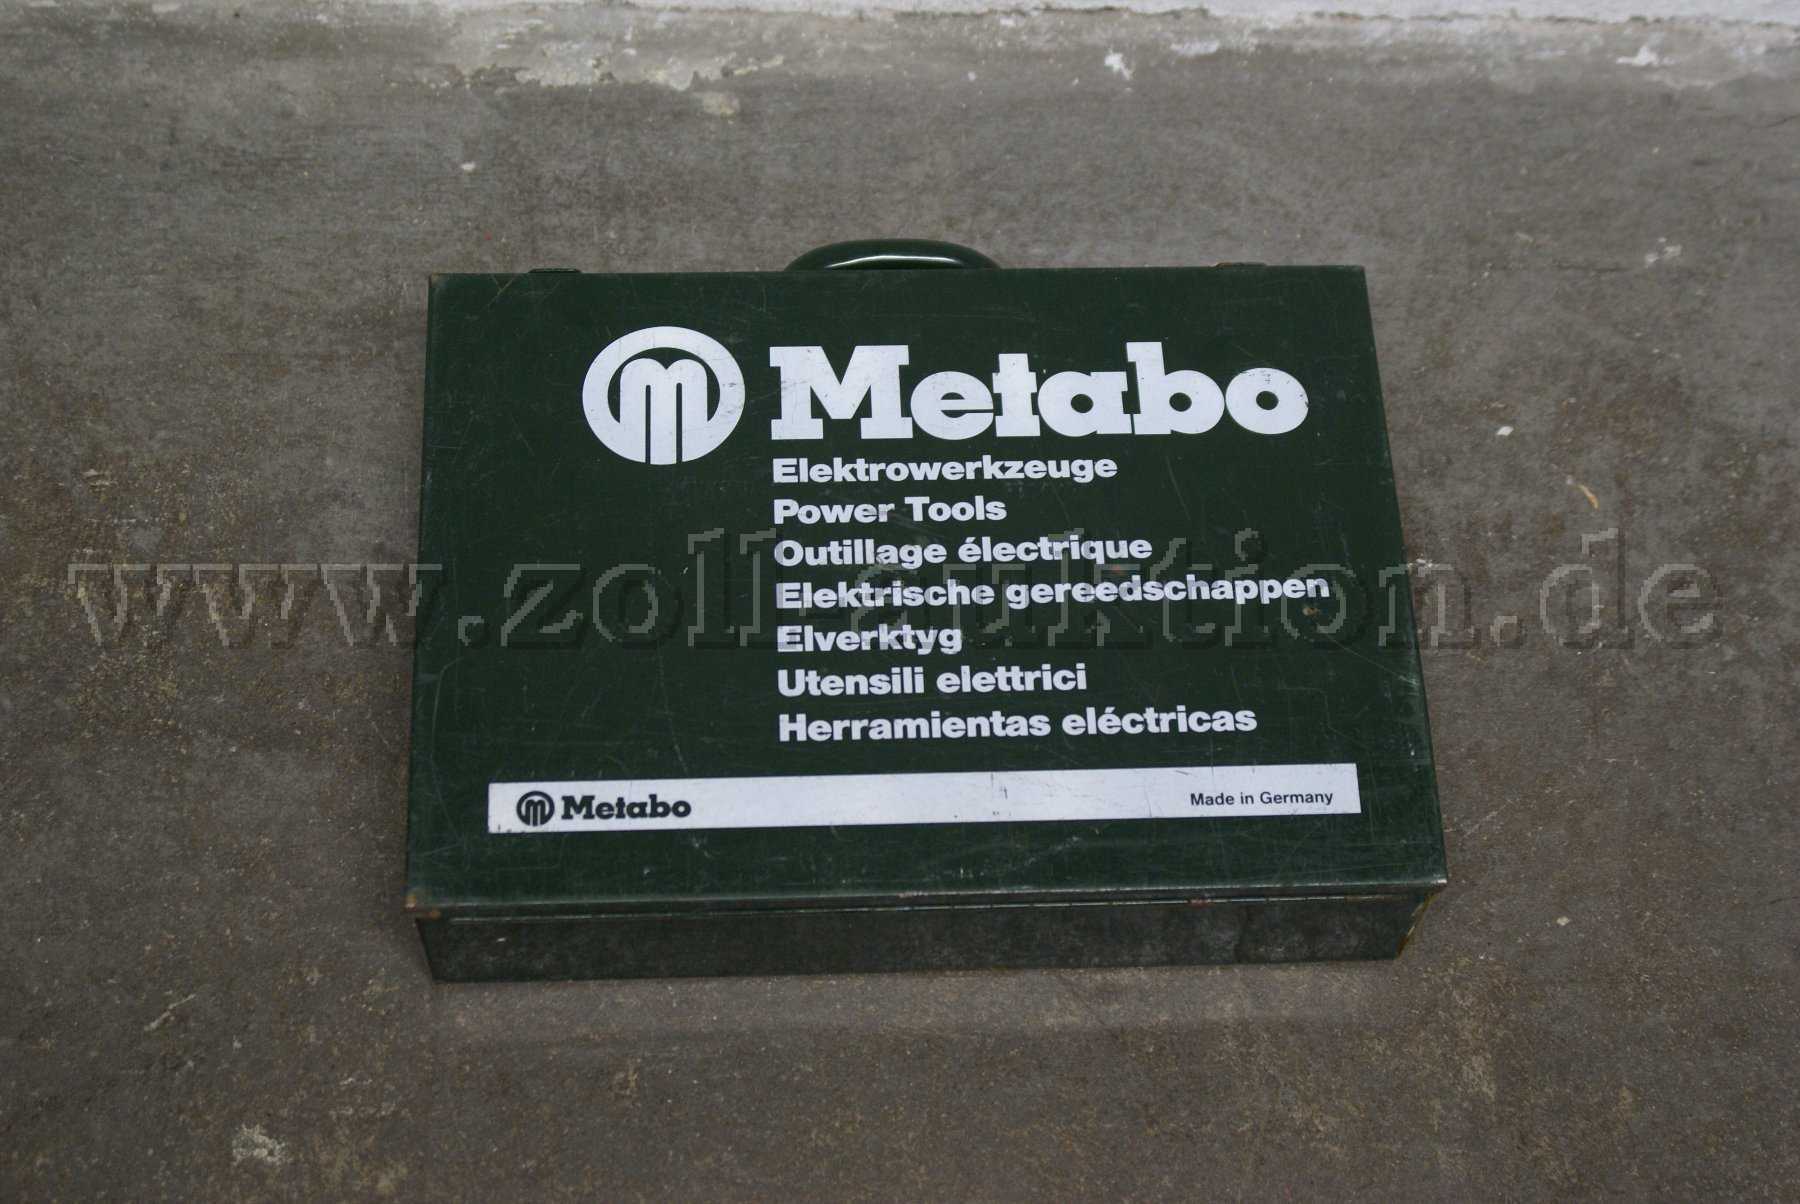 m Metabo
Elektrowerkzeuge
Power Tools
Outillage électrique
Elektrische gereedschappen
Elverktyg
Utensili elettrici
Herramientas eléctricas
m Metabo Made in Germany
www.zoll-auktion.de